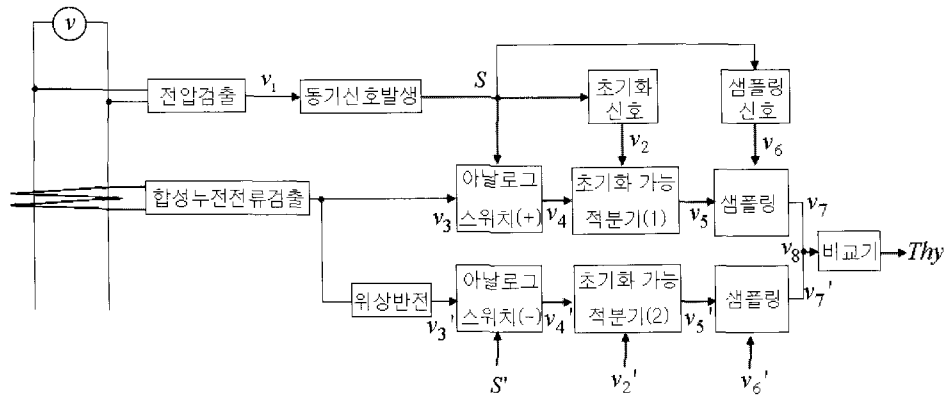 v
전압검출
v₁
동기신호발생
S
초기화
신호
샘플링
신호
v₂
v₆
합성누전전류검출
v₃
아날로그
스위치(+)
v₄
초기화 가능
적분기(1)
v₅
샘플링
v₇
v₈
비교기
Thy
위상반전
v₃'
아날로그
스위치(-)
v₄'
초기화 가능
적분기(2)
v₅'
샘플링
v₇'
S'
v₂'
v₆'